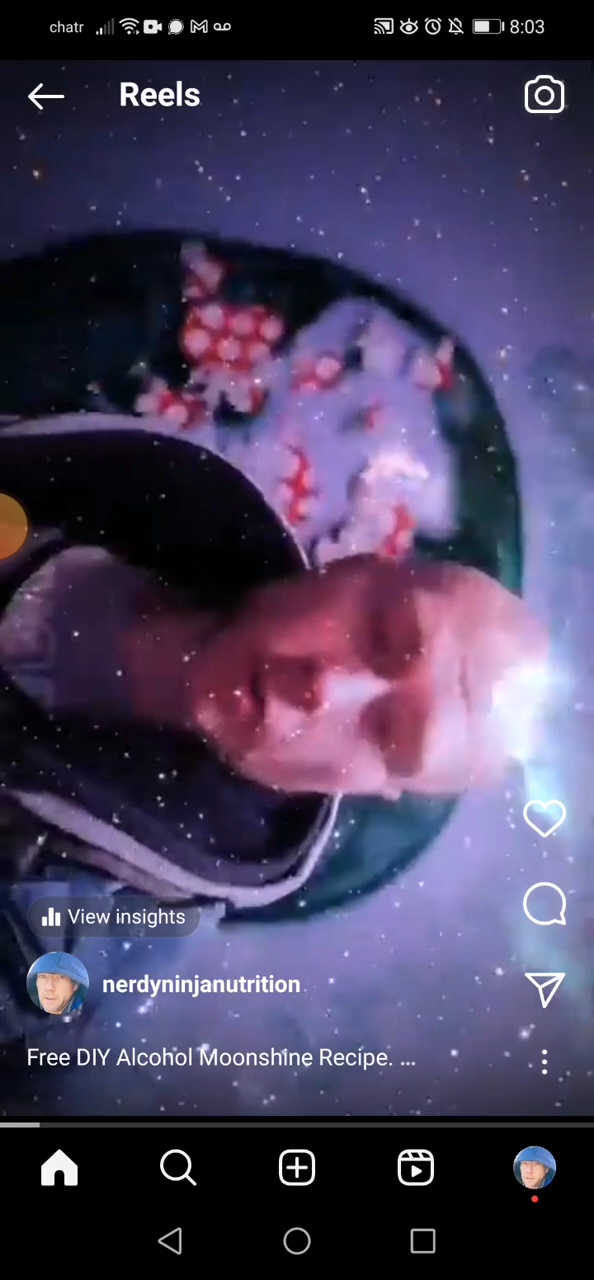 chatr 8:03
Reels
View insights
nerdyninjanutrition
Free DIY Alcohol Moonshine Recipe. ...